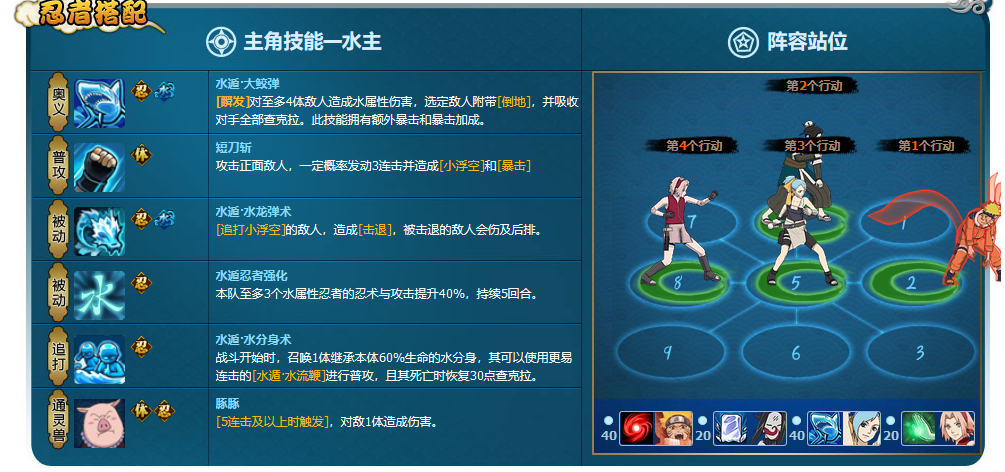 忍者搭配
主角技能—水主
奥义
忍 水
水遁·大鲛弹
[瞬发]对至多4体敌人造成水属性伤害，选定敌人附带[倒地]，并吸收
对手全部查克拉。此技能拥有额外暴击和暴击加成。
普攻
体
短刀斩
攻击正面敌人，一定概率发动3连击并造成[小浮空]和[暴击]
被动
忍 水
水遁·水龙弹术
[追打小浮空]的敌人，造成[击退]，被击退的敌人会伤及后排。
被动
水
忍
水遁忍者强化
本队至多3个水属性忍者的忍术与攻击提升40%，持续5回合。
追打
忍
水遁·水分身术
战斗开始时，召唤1体继承本体60%生命的水分身，其可以使用更易
连击的[水遁·水流鞭]进行普攻，且其死亡时恢复30点查克拉。
通灵兽
体 忍
豚豚
[5连击及以上时触发]，对敌1体造成伤害。
阵容站位
第2个行动
第4个行动
第3个行动
第1个行动
7
1
8
5
2
9
6
3
40
20
40
20